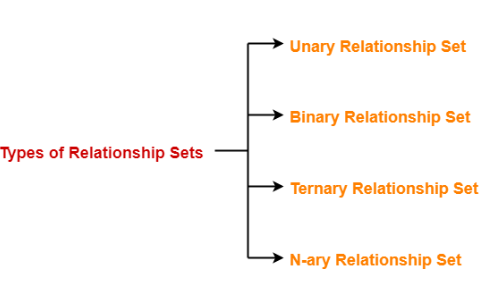 Unary Relationship Set
Binary Relationship Set
Types of Relationship Sets
Ternary Relationship Set
N-ary Relationship Set